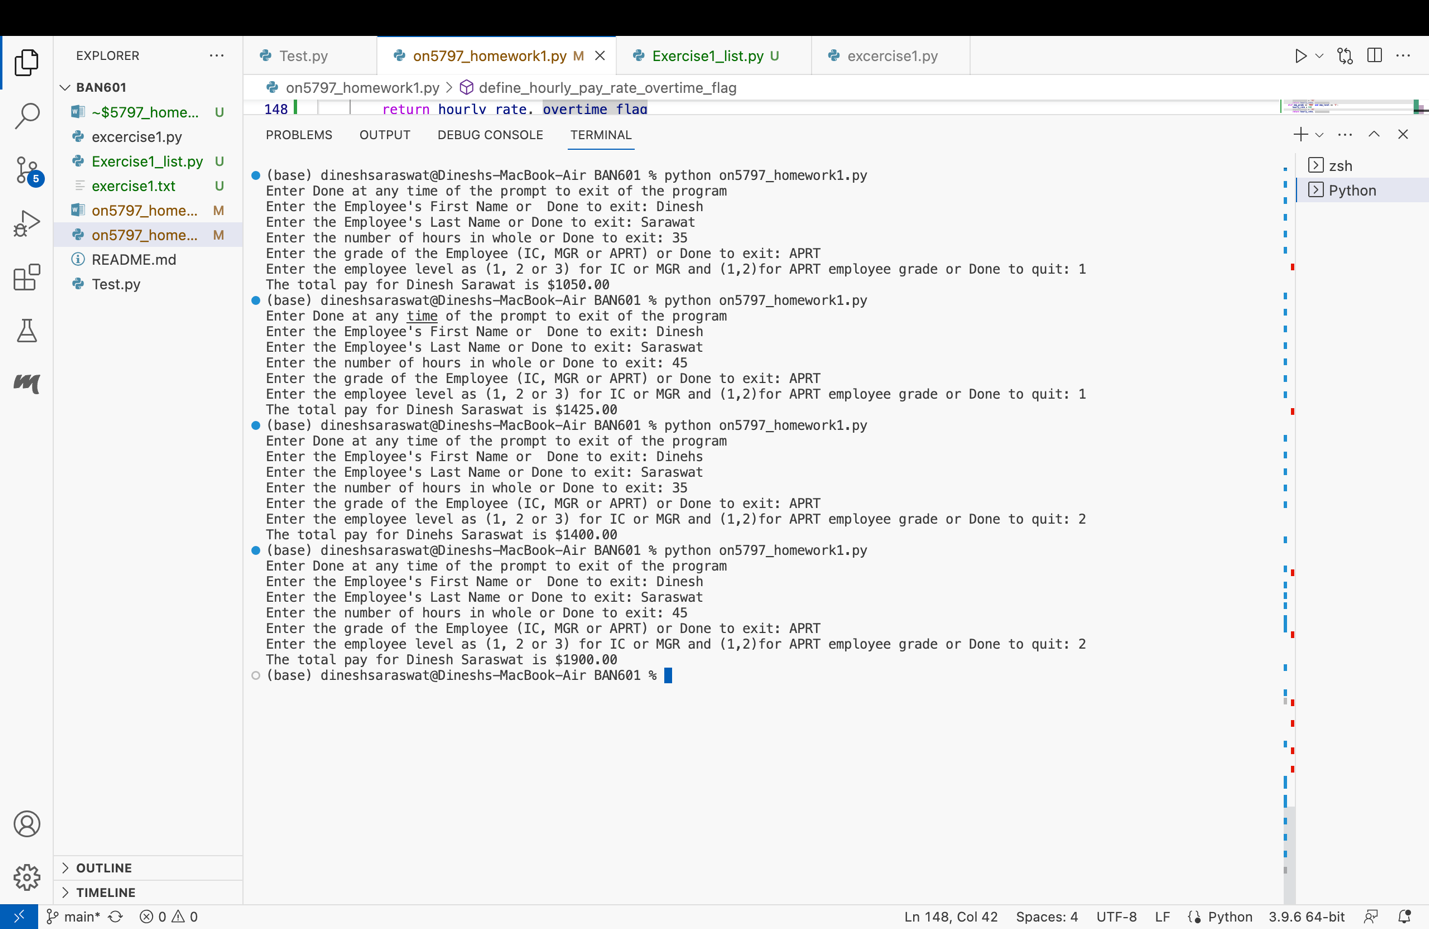 EXPLORER
BAN601
~$5797_home... U
excercise1.py
Exercise1_list.py U
exercise1.txt U
on5797_home... M
on5797_home... M
README.md
Test.py
5
OUTLINE
TIMELINE
Test.py on5797_homework1.py M Exercise1_list.py U excercise1.py
on5797_homework1.py > define_hourly_pay_rate_overtime_flag
148 return hourly_rate, overtime_flag
PROBLEMS OUTPUT DEBUG CONSOLE TERMINAL
(base) dineshsaraswat@Dineshs-MacBook-Air BAN601 % python on5797_homework1.py
Enter Done at any time of the prompt to exit of the program
Enter the Employee's First Name or  Done to exit: Dinesh
Enter the Employee's Last Name or Done to exit: Sarawat
Enter the number of hours in whole or Done to exit: 35
Enter the grade of the Employee (IC, MGR or APRT) or Done to exit: APRT
Enter the employee level as (1, 2 or 3) for IC or MGR and (1,2)for APRT employee grade or Done to quit: 1
The total pay for Dinesh Sarawat is $1050.00
(base) dineshsaraswat@Dineshs-MacBook-Air BAN601 % python on5797_homework1.py
Enter Done at any time of the prompt to exit of the program
Enter the Employee's First Name or  Done to exit: Dinesh
Enter the Employee's Last Name or Done to exit: Saraswat
Enter the number of hours in whole or Done to exit: 45
Enter the grade of the Employee (IC, MGR or APRT) or Done to exit: APRT
Enter the employee level as (1, 2 or 3) for IC or MGR and (1,2)for APRT employee grade or Done to quit: 1
The total pay for Dinesh Saraswat is $1425.00
(base) dineshsaraswat@Dineshs-MacBook-Air BAN601 % python on5797_homework1.py
Enter Done at any time of the prompt to exit of the program
Enter the Employee's First Name or  Done to exit: Dinehs
Enter the Employee's Last Name or Done to exit: Saraswat
Enter the number of hours in whole or Done to exit: 35
Enter the grade of the Employee (IC, MGR or APRT) or Done to exit: APRT
Enter the employee level as (1, 2 or 3) for IC or MGR and (1,2)for APRT employee grade or Done to quit: 2
The total pay for Dinehs Saraswat is $1400.00
(base) dineshsaraswat@Dineshs-MacBook-Air BAN601 % python on5797_homework1.py
Enter Done at any time of the prompt to exit of the program
Enter the Employee's First Name or  Done to exit: Dinesh
Enter the Employee's Last Name or Done to exit: Saraswat
Enter the number of hours in whole or Done to exit: 45
Enter the grade of the Employee (IC, MGR or APRT) or Done to exit: APRT
Enter the employee level as (1, 2 or 3) for IC or MGR and (1,2)for APRT employee grade or Done to quit: 2
The total pay for Dinesh Saraswat is $1900.00
(base) dineshsaraswat@Dineshs-MacBook-Air BAN601 %
zsh
Python
main* 0 0 Ln 148, Col 42 Spaces: 4 UTF-8 LF Python 3.9.6 64-bit